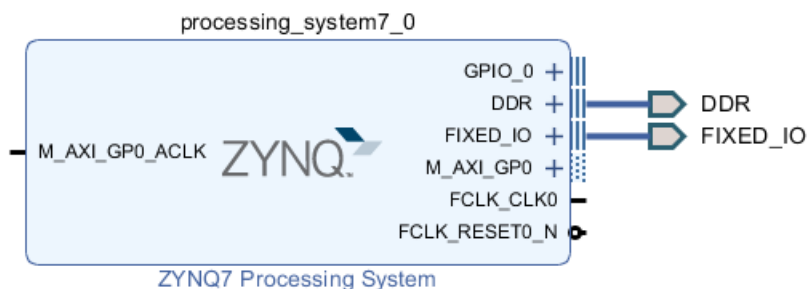 processing_system7_0
GPIO_0
DDR
DDR
FIXED_IO
FIXED_IO
M_AXI_GP0_ACLK
ZYNQ
M_AXI_GP0
FCLK_CLK0
FCLK_RESET0_N
ZYNQ7 Processing System